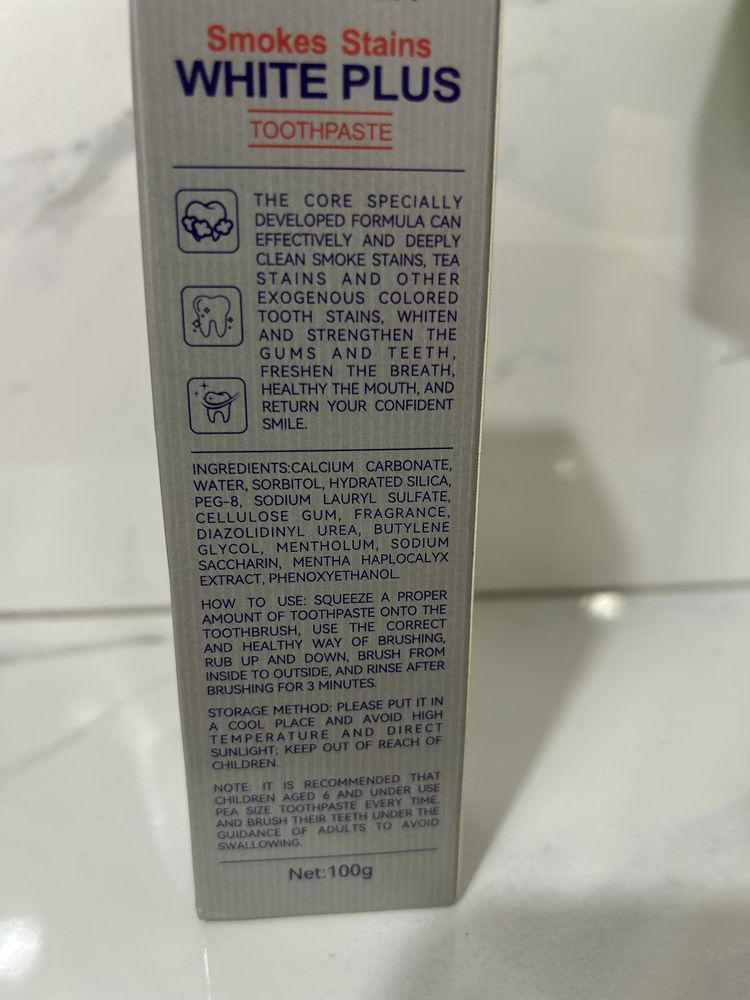 Smokes Stains
WHITE PLUS
TOOTHPASTE
THE CORE SPECIALLY
DEVELOPED FORMULA CAN
EFFECTIVELY AND DEEPLY
CLEAN SMOKE STAINS, TEA
STAINS AND OTHER
EXOGENOUS COLORED
TOOTH STAINS, WHITEN
AND STRENGTHEN THE
GUMS AND TEETH,
FRESHEN THE BREATH,
HEALTHY THE MOUTH, AND
RETURN YOUR CONFIDENT
SMILE.
INGREDIENTS:CALCIUM CARBONATE,
WATER, SORBITOL, HYDRATED SILICA,
PEG-8, SODIUM LAURYL SULFATE,
CELLULOSE GUM, FRAGRANCE,
DIAZOLIDINYL UREA, BUTYLENE
GLYCOL, MENTHOLUM, SODIUM
SACCHARIN, MENTHA HAPLOCALYX
EXTRACT, PHENOXYETHANOL.
HOW TO USE: SQUEEZE A PROPER
AMOUNT OF TOOTHPASTE ONTO THE
TOOTHBRUSH, USE THE CORRECT
AND HEALTHY WAY OF BRUSHING,
RUB UP AND DOWN, BRUSH FROM
INSIDE TO OUTSIDE, AND RINSE AFTER
BRUSHING FOR 3 MINUTES.
STORAGE METHOD: PLEASE PUT IT IN
A COOL PLACE AND AVOID HIGH
TEMPERATURE AND DIRECT
SUNLIGHT; KEEP OUT OF REACH OF
CHILDREN.
NOTE: IT IS RECOMMENDED THAT
CHILDREN AGED 6 AND UNDER USE
PEA SIZE TOOTHPASTE EVERY TIME.
AND BRUSH THEIR TEETH UNDER THE
GUIDANCE OF ADULTS TO AVOID
SWALLOWING.
Net:100g